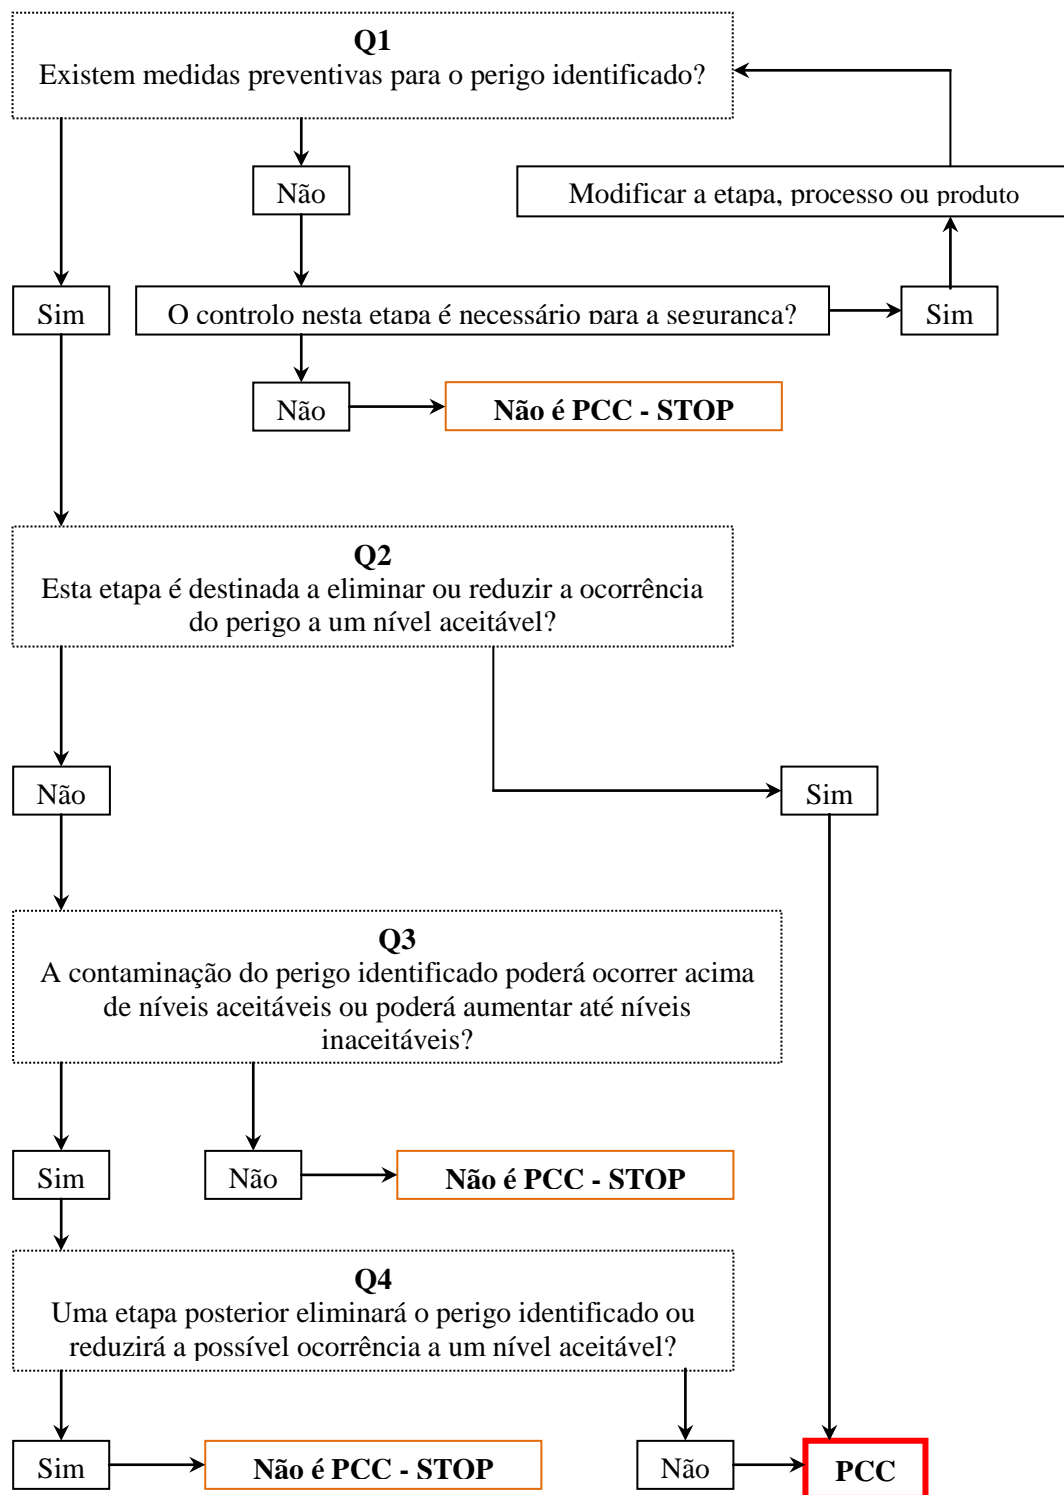 Q1
Existem medidas preventivas para o perigo identificado?
Não
Modificar a etapa, processo ou produto
Sim
O controlo nesta etapa é necessário para a segurança?
Sim
Não
Não é PCC - STOP
Q2
Esta etapa é destinada a eliminar ou reduzir a ocorrência
do perigo a um nível aceitável?
Não
Sim
Q3
A contaminação do perigo identificado poderá ocorrer acima
de níveis aceitáveis ou poderá aumentar até níveis
inaceitáveis?
Sim
Não
Não é PCC - STOP
Q4
Uma etapa posterior eliminará o perigo identificado ou
reduzirá a possível ocorrência a um nível aceitável?
Sim
Não é PCC - STOP
Não
PCC